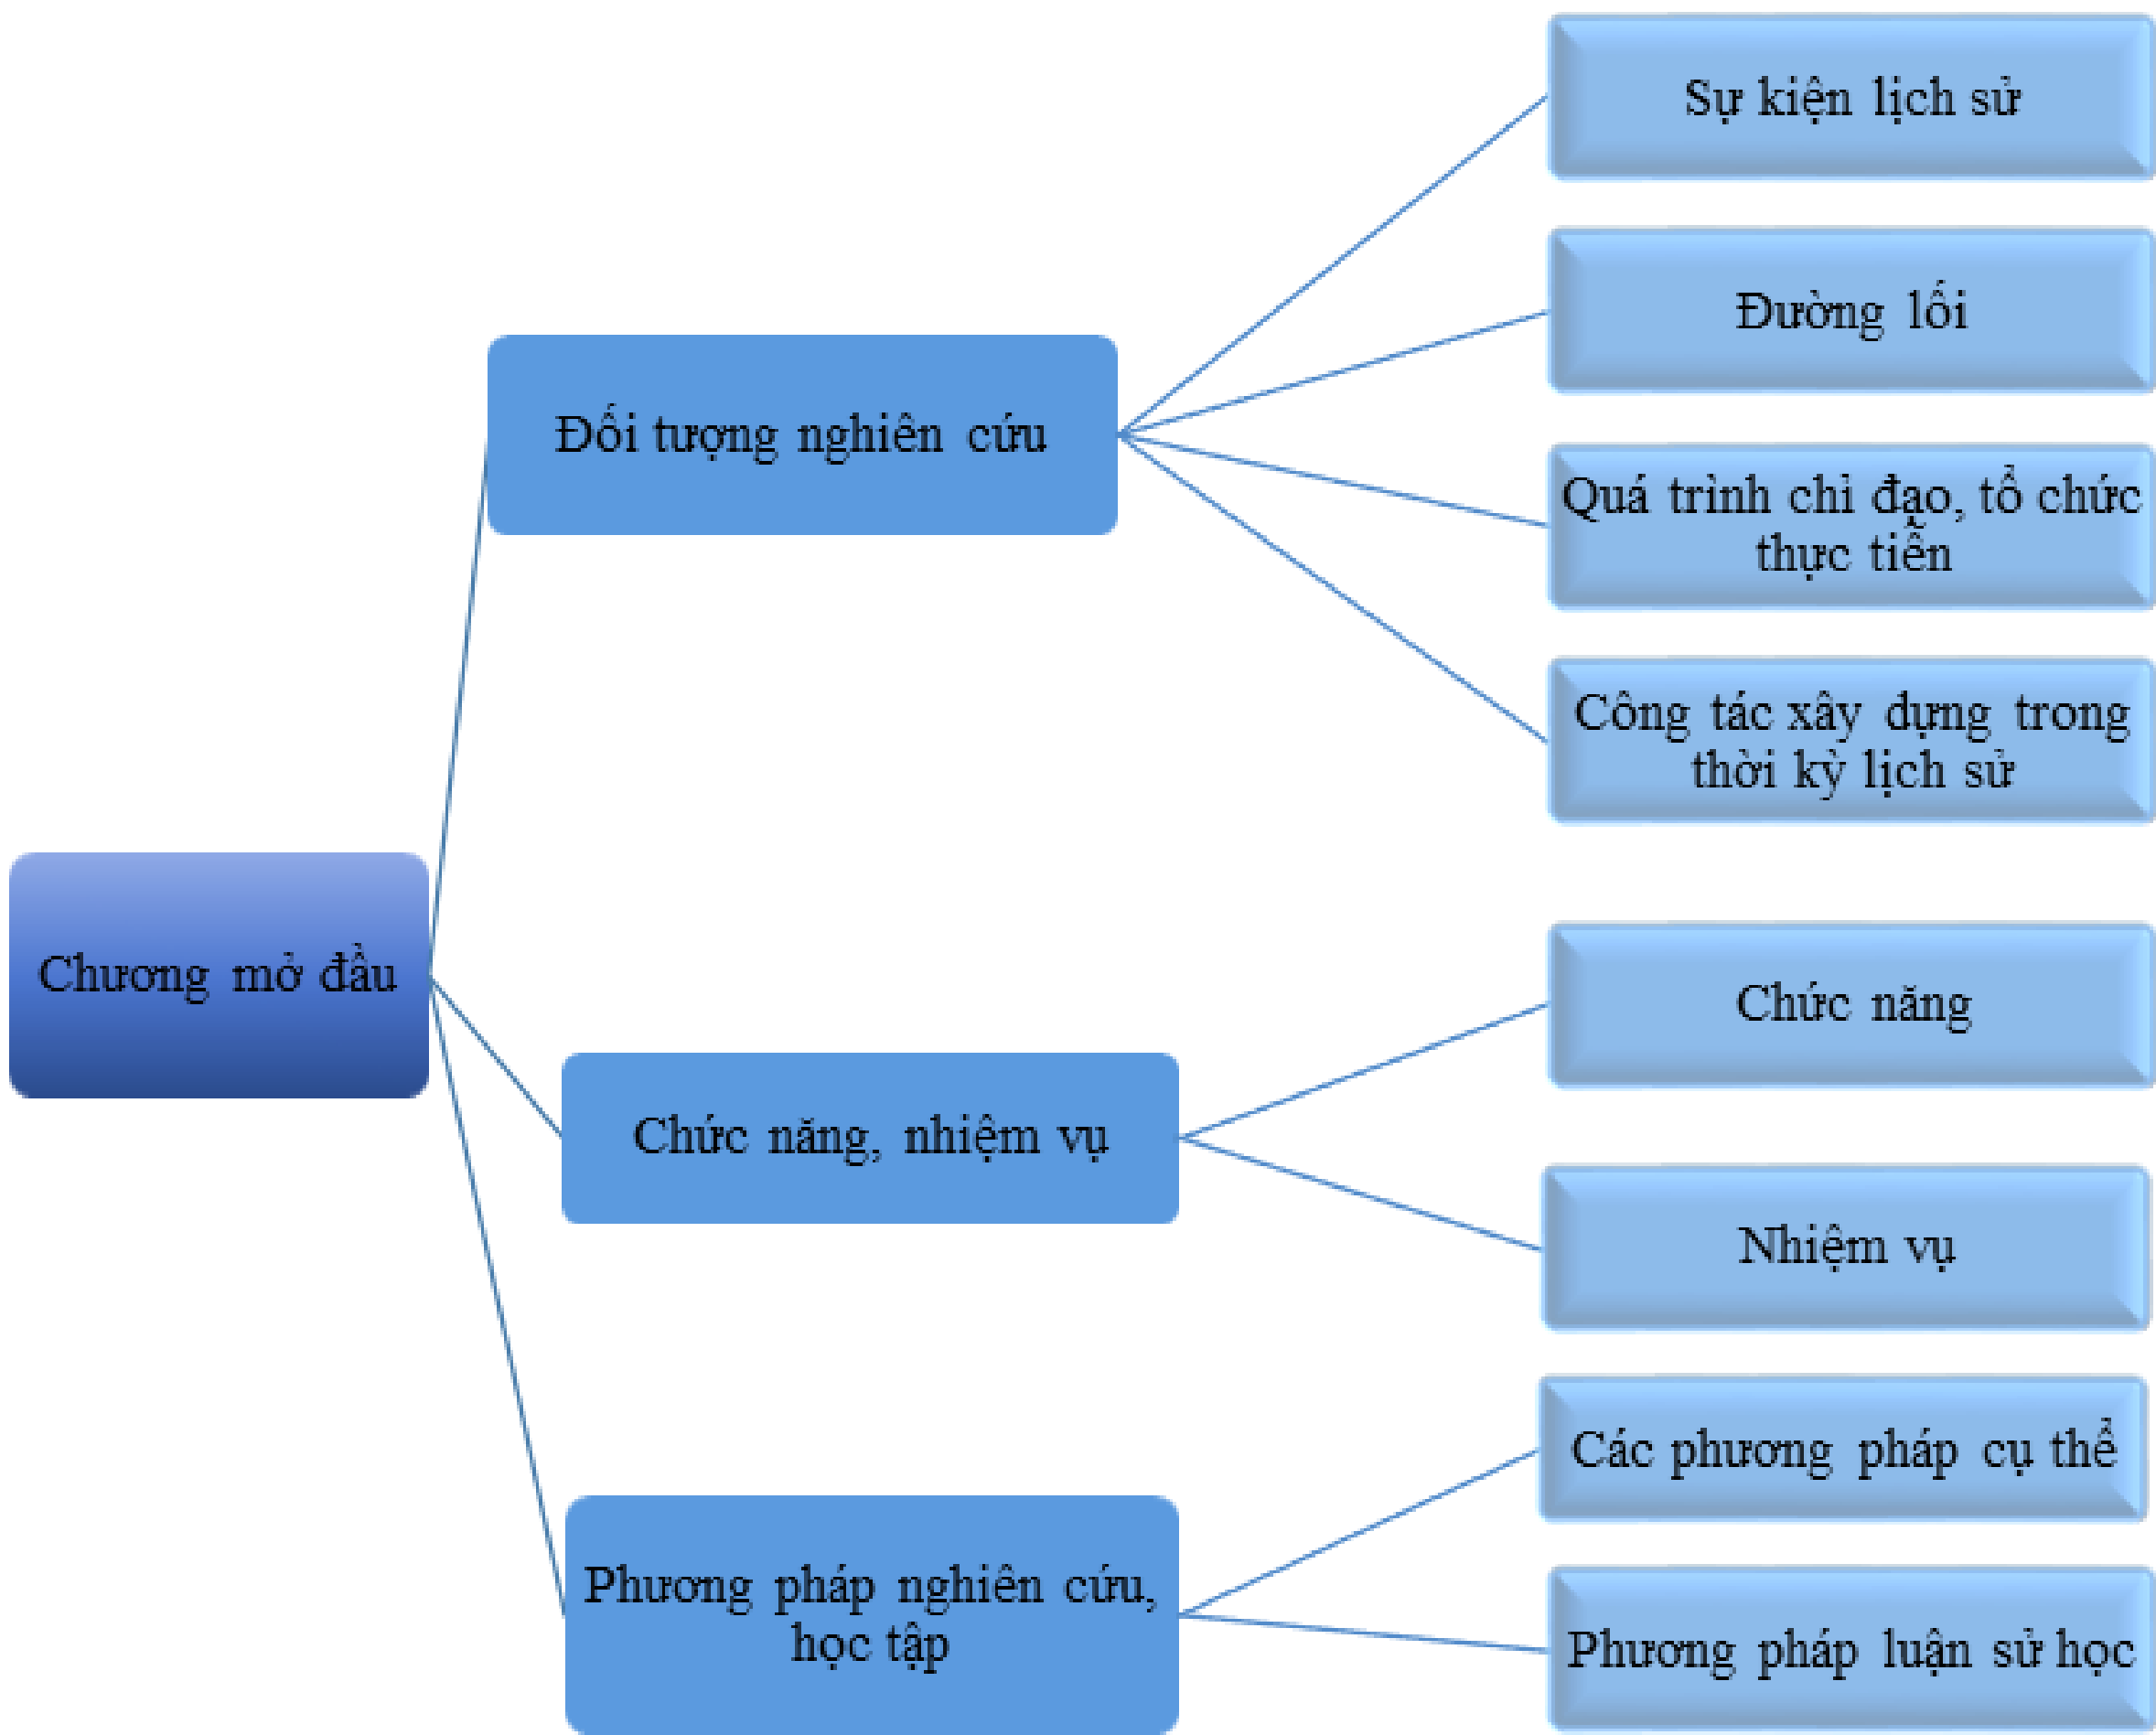 Chương mở đầu
Đối tượng nghiên cứu
Sự kiện lịch sử
Đường lối
Quá trình chỉ đạo, tổ chức
thực tiễn
Công tác xây dựng trong
thời kỳ lịch sử
Chức năng, nhiệm vụ
Chức năng
Nhiệm vụ
Phương pháp nghiên cứu,
học tập
Các phương pháp cụ thể
Phương pháp luận sử học